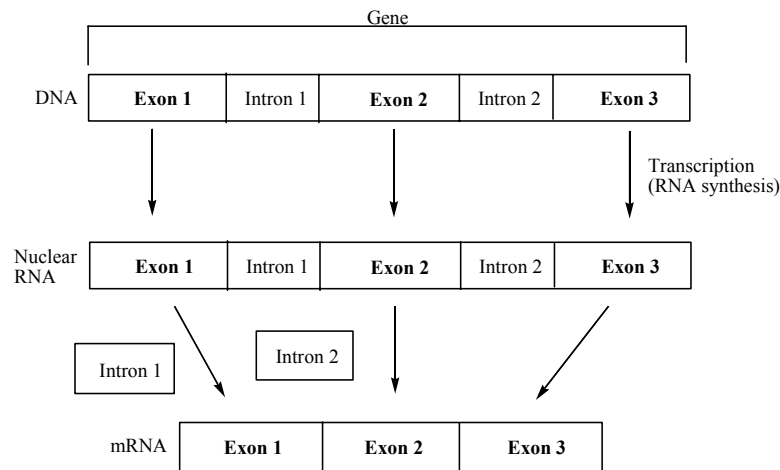 Gene
DNA Exon 1 Intron 1 Exon 2 Intron 2 Exon 3
Transcription
(RNA synthesis)
Nuclear
RNA
Exon 1 Intron 1 Exon 2 Intron 2 Exon 3
Intron 1
Intron 2
mRNA Exon 1 Exon 2 Exon 3